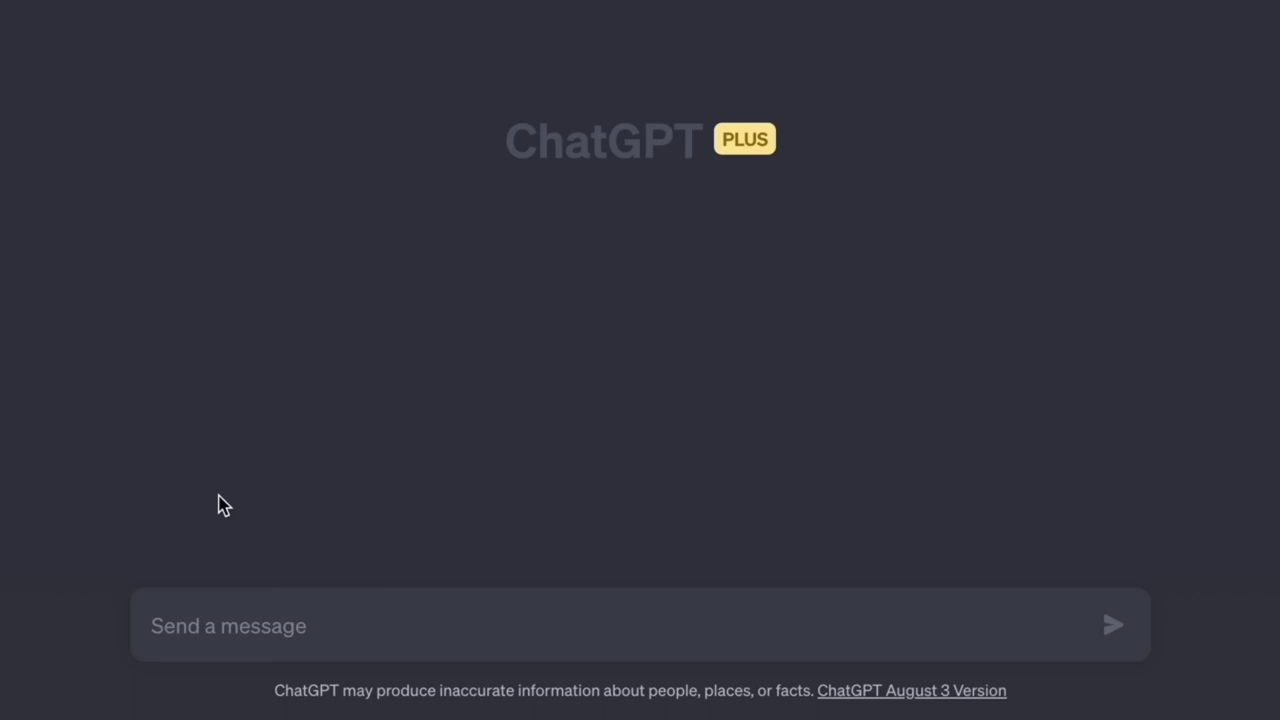 ChatGPT PLUS
Send a message
ChatGPT may produce inaccurate information about people, places, or facts. ChatGPT August 3 Version